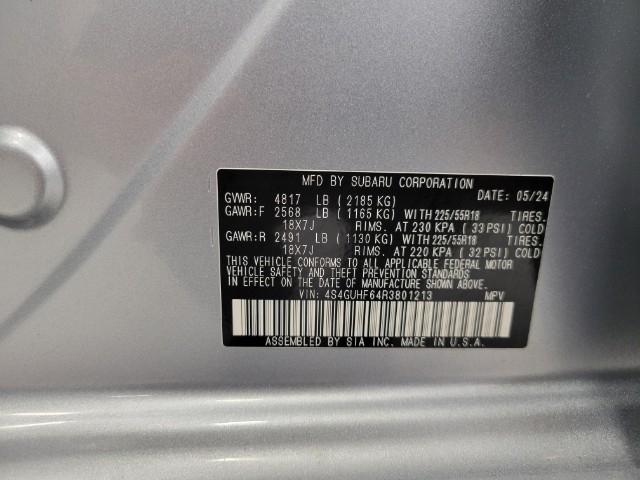 MFD BY SUBARU CORPORATION
GVWR: 4817 LB (2185 KG) DATE: 05/24
GAWR:F 2568 LB (1165 KG) WITH 225/55R18 TIRES.
18X7J RIMS. AT 230 KPA (33 PSI) COLD
GAWR:R 2491 LB (1130 KG) WITH 225/55R18 TIRES.
18X7J RIMS. AT 220 KPA (32 PSI) COLD
THIS VEHICLE CONFORMS TO ALL APPLICABLE FEDERAL MOTOR
VEHICLE SAFETY AND THEFT PREVENTION STANDARDS
IN EFFECT ON THE DATE OF MANUFACTURE SHOWN ABOVE.
VIN: 4S4GUHF64R3801213 MPV
ASSEMBLED BY SIA INC. MADE IN U.S.A.